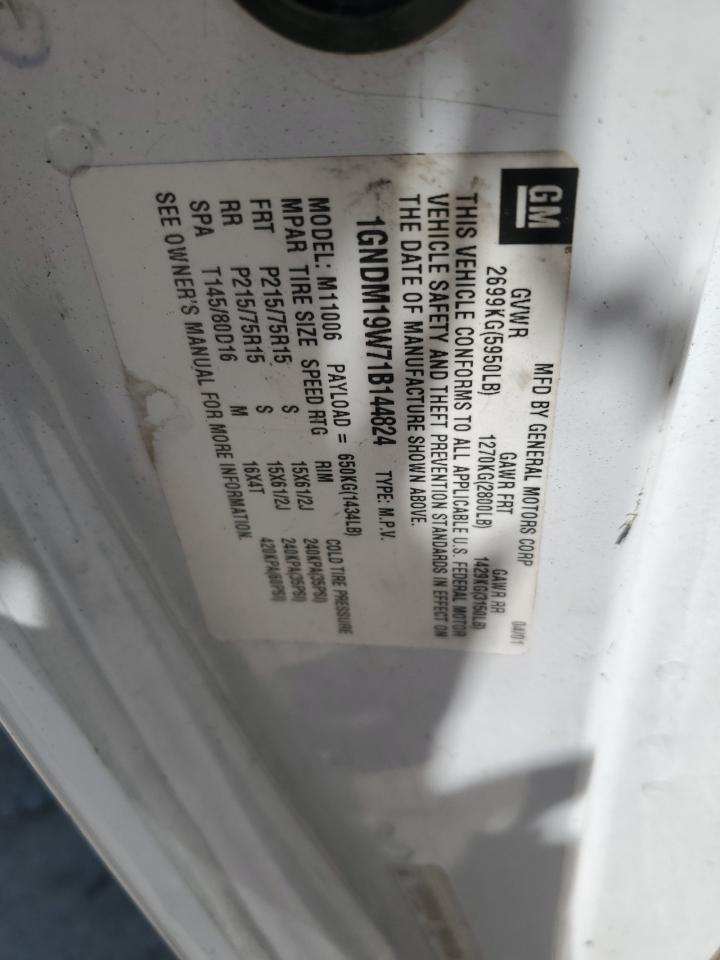 GM
MFD BY GENERAL MOTORS CORP 04/01
GVWR GAWR FRT GAWR RR
2699KG(5950LB) 1270KG(2800LB) 1429KG(3150LB)
THIS VEHICLE CONFORMS TO ALL APPLICABLE U.S. FEDERAL MOTOR
VEHICLE SAFETY AND THEFT PREVENTION STANDARDS IN EFFECT ON
THE DATE OF MANUFACTURE SHOWN ABOVE.
1GNDM19W71B144824 TYPE: M.P.V.
MODEL: M11006 PAYLOAD = 650KG(1434LB)
MPAR TIRE SIZE SPEED RTG RIM COLD TIRE PRESSURE
FRT P215/75R15 S 15X61/2J 240KPA(35PSI)
RR P215/75R15 S 15X61/2J 240KPA(35PSI)
SPA T145/80D16 M 16X4T 420KPA(60PSI)
SEE OWNER'S MANUAL FOR MORE INFORMATION.